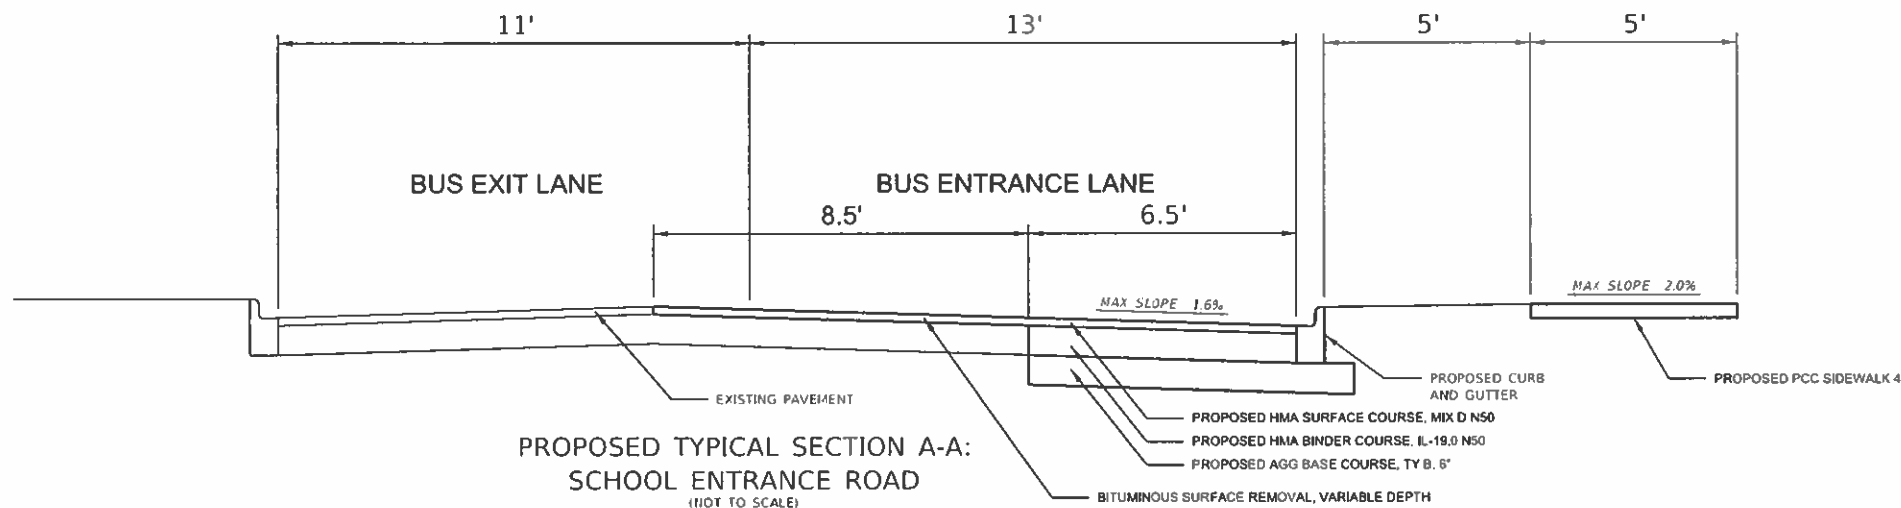 11' 13' 5' 5'
BUS EXIT LANE BUS ENTRANCE LANE
8.5' 6.5'
MAX SLOPE 1.6%
MAX SLOPE 2.0%
EXISTING PAVEMENT
PROPOSED CURB
AND GUTTER
PROPOSED PCC SIDEWALK 4
PROPOSED HMA SURFACE COURSE, MIX D N50
PROPOSED HMA BINDER COURSE, IL-19.0 N50
PROPOSED AGG BASE COURSE, TY B, 6"
BITUMINOUS SURFACE REMOVAL, VARIABLE DEPTH
PROPOSED TYPICAL SECTION A-A:
SCHOOL ENTRANCE ROAD
(NOT TO SCALE)